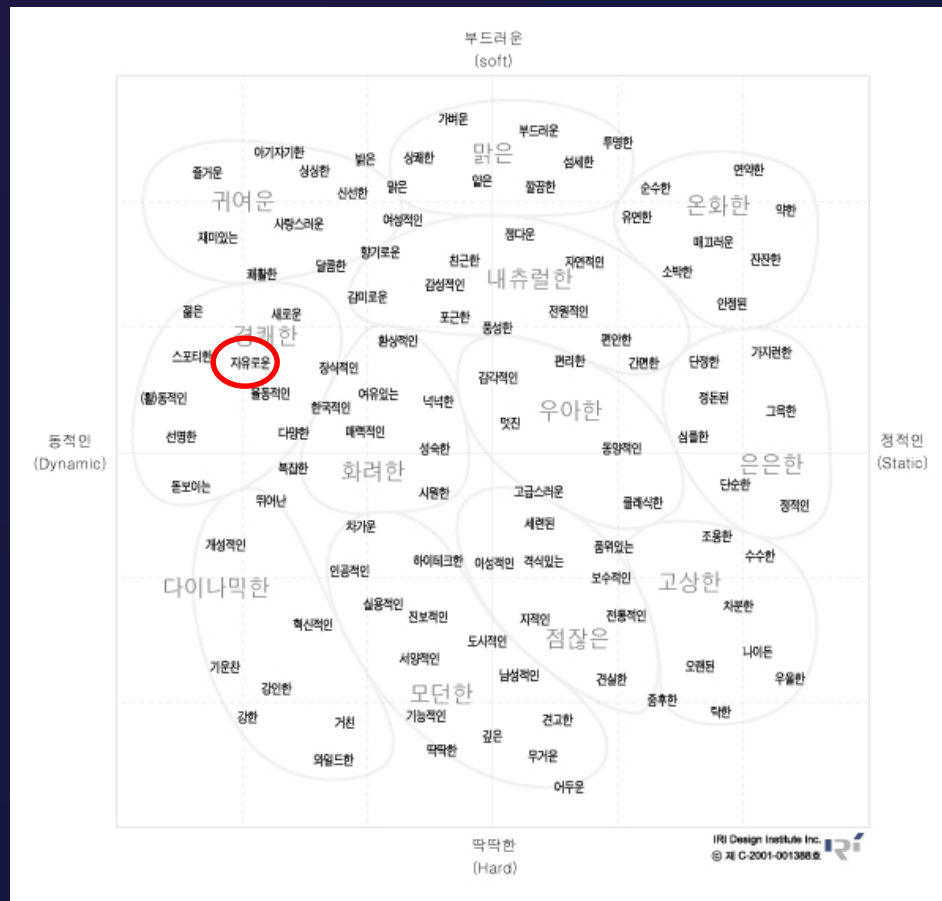 부드러운
(soft)
가벼운
부드러운
투명한
아기자기한
밝은
상쾌한
맑은
섬세한
즐거운
싱싱한
연약한
신선한
맑은
엷은
깔끔한
순수한
귀여운
온화한
사랑스러운
여성적인
유연한
약한
재미있는
정다운
매끄러운
향기로운
친근한
자연적인
달콤한
쾌활한
내츄럴한
소박한
잔잔한
감성적인
감미로운
안정된
젊은
새로운
포근한
풍성한
전원적인
경쾌한
환상적인
편안한
스포티한
자유로운
장식적인
편리한
간편한
단정한
가지런한
감각적인
(활)동적인
율동적인
여유있는
넉넉한
정돈된
한국적인
우아한
그윽한
멋진
선명한
다양한
매력적인
심플한
동적인
(Dynamic)
성숙한
동양적인
정적인
(Static)
복잡한
화려한
은은한
돋보이는
시원한
고급스러운
단순한
뛰어난
클래식한
정적인
차가운
세련된
개성적인
품위있는
조용한
하이테크한
이성적인
격식있는
수수한
인공적인
보수적인
고상한
다이나믹한
실용적인
차분한
혁신적인
진보적인
지적인
전통적인
도시적인
점잖은
서양적인
나이든
기운찬
오랜된
남성적인
견실한
우울한
강인한
모던한
중후한
강한
거친
기능적인
견고한
탁한
깊은
와일드한
딱딱한
무거운
어두운
딱딱한
(Hard)
IRI Design Institute Inc.
ⓒ 제 C-2001-001388호
IRI